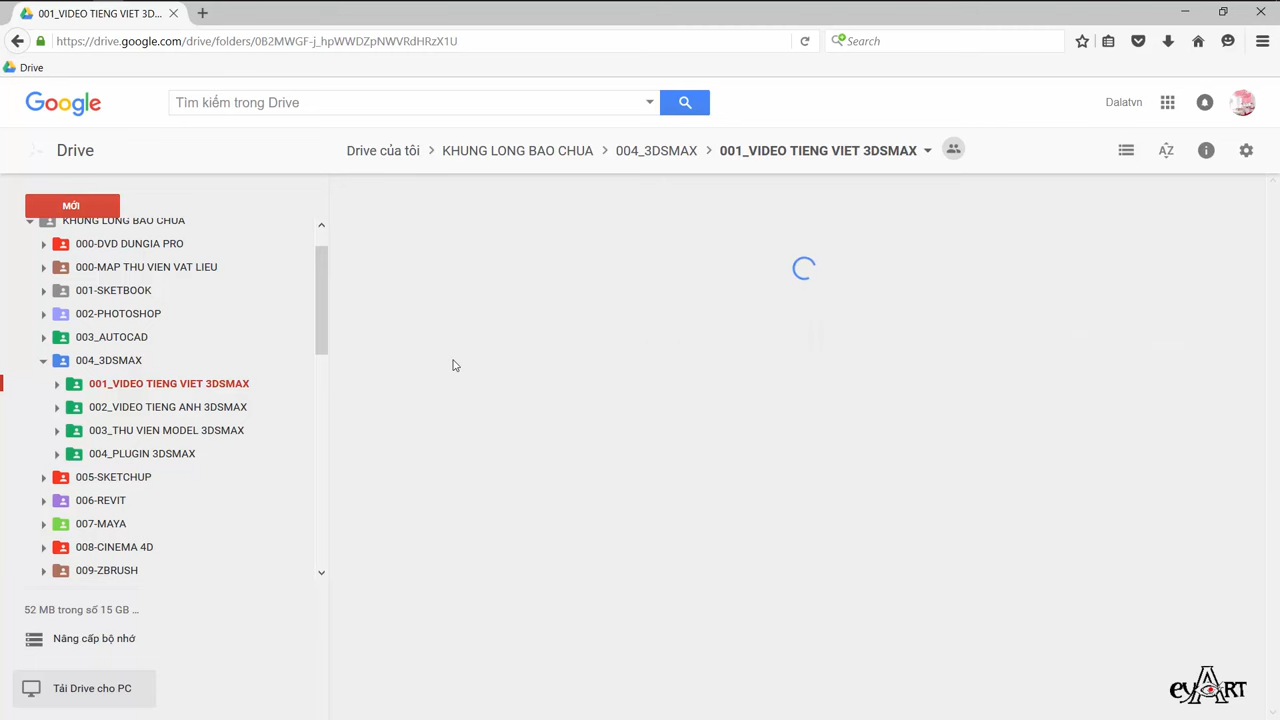 001_VIDEO TIENG VIET 3D...
https://drive.google.com/drive/folders/0B2MWGF-j_hpWWDZpNWVRdHRzX1U
Search
Drive
Google
Tìm kiếm trong Drive
Dalatvn
Drive
Drive của tôi
KHUNG LONG BAO CHUA
004_3DSMAX
001_VIDEO TIENG VIET 3DSMAX
MỚI
KHUNG LONG BAO CHUA
000-DVD DUNGIA PRO
000-MAP THU VIEN VAT LIEU
001-SKETBOOK
002-PHOTOSHOP
003_AUTOCAD
004_3DSMAX
001_VIDEO TIENG VIET 3DSMAX
002_VIDEO TIENG ANH 3DSMAX
003_THU VIEN MODEL 3DSMAX
004_PLUGIN 3DSMAX
005-SKETCHUP
006-REVIT
007-MAYA
008-CINEMA 4D
009-ZBRUSH
52 MB trong số 15 GB ...
Nâng cấp bộ nhớ
Tải Drive cho PC
eyART